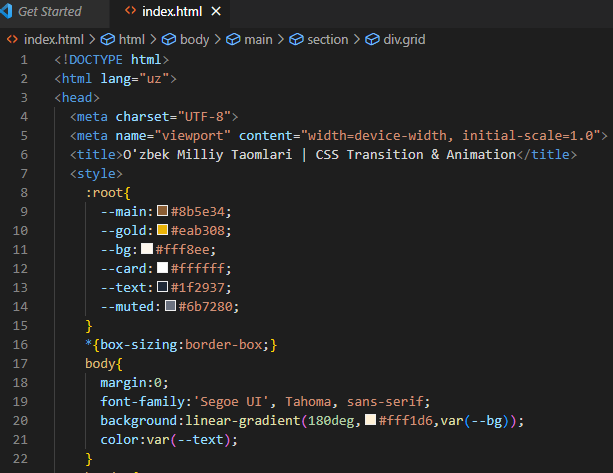 Get Started
<> index.html ×
<> index.html > html > body > main > section > div.grid
1 <!DOCTYPE html>
2 <html lang="uz">
3 <head>
4 <meta charset="UTF-8">
5 <meta name="viewport" content="width=device-width, initial-scale=1.0">
6 <title>O'zbek Milliy Taomlari | CSS Transition & Animation</title>
7 <style>
8 :root{
9 --main:#8b5e34;
10 --gold:#eab308;
11 --bg:#fff8ee;
12 --card:#ffffff;
13 --text:#1f2937;
14 --muted:#6b7280;
15 }
16 *{box-sizing:border-box;}
17 body{
18 margin:0;
19 font-family:'Segoe UI', Tahoma, sans-serif;
20 background:linear-gradient(180deg,#fff1d6,var(--bg));
21 color:var(--text);
22 }